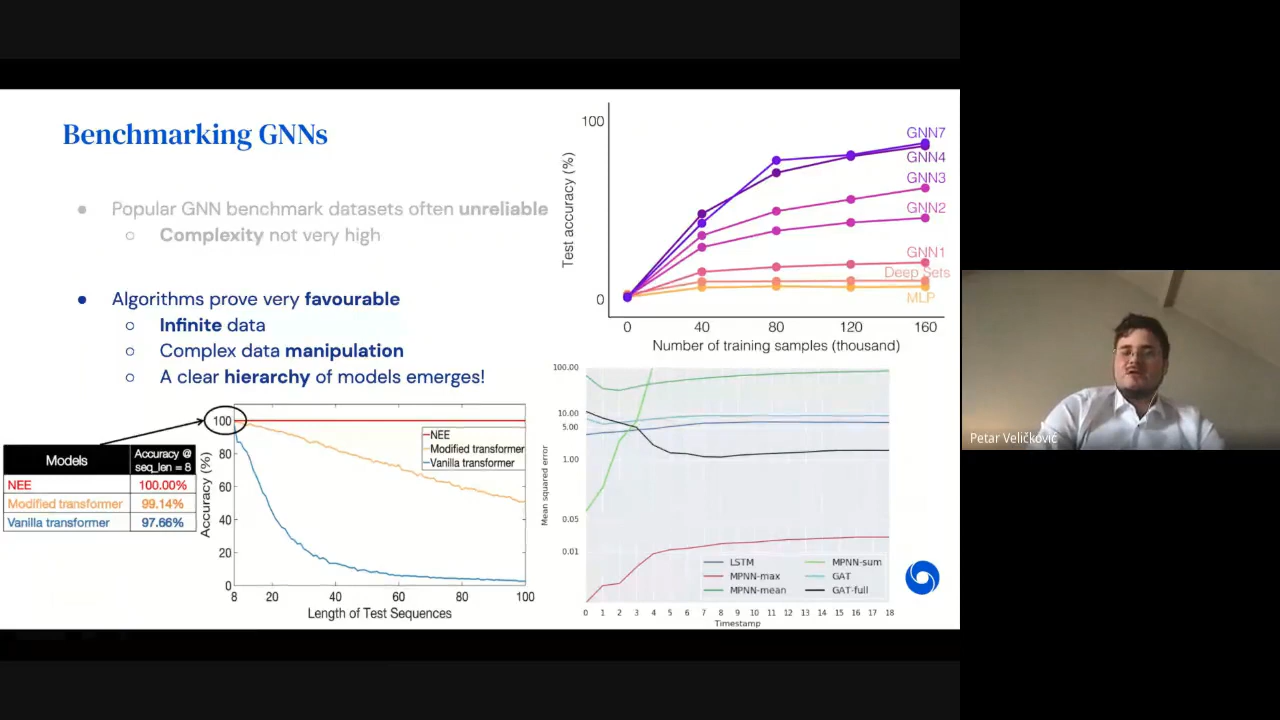 Benchmarking GNNs
● Popular GNN benchmark datasets often unreliable
○ Complexity not very high
● Algorithms prove very favourable
○ Infinite data
○ Complex data manipulation
○ A clear hierarchy of models emerges!
Models Accuracy @ seq_len = 8
NEE 100.00%
Modified transformer 99.14%
Vanilla transformer 97.66%
Accuracy (%)
100
80
60
40
20
0
8 20 40 60 80 100
Length of Test Sequences
NEE
Modified transformer
Vanilla transformer
Test accuracy (%)
100
0
GNN7
GNN4
GNN3
GNN2
GNN1
Deep Sets
MLP
0 40 80 120 160
Number of training samples (thousand)
Mean squared error
100.00
10.00
5.00
1.00
0.05
0.01
LSTM MPNN-sum
MPNN-max GAT
MPNN-mean GAT-full
0 1 2 3 4 5 6 7 8 9 10 11 12 13 14 15 16 17 18
Timestamp
Petar Veličković